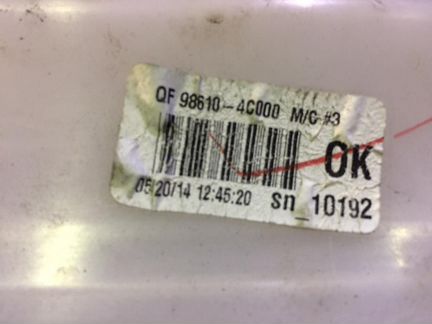 QF 98610-4C000 M/C #3
OK
05/20/14 12:45:20 sn_10192